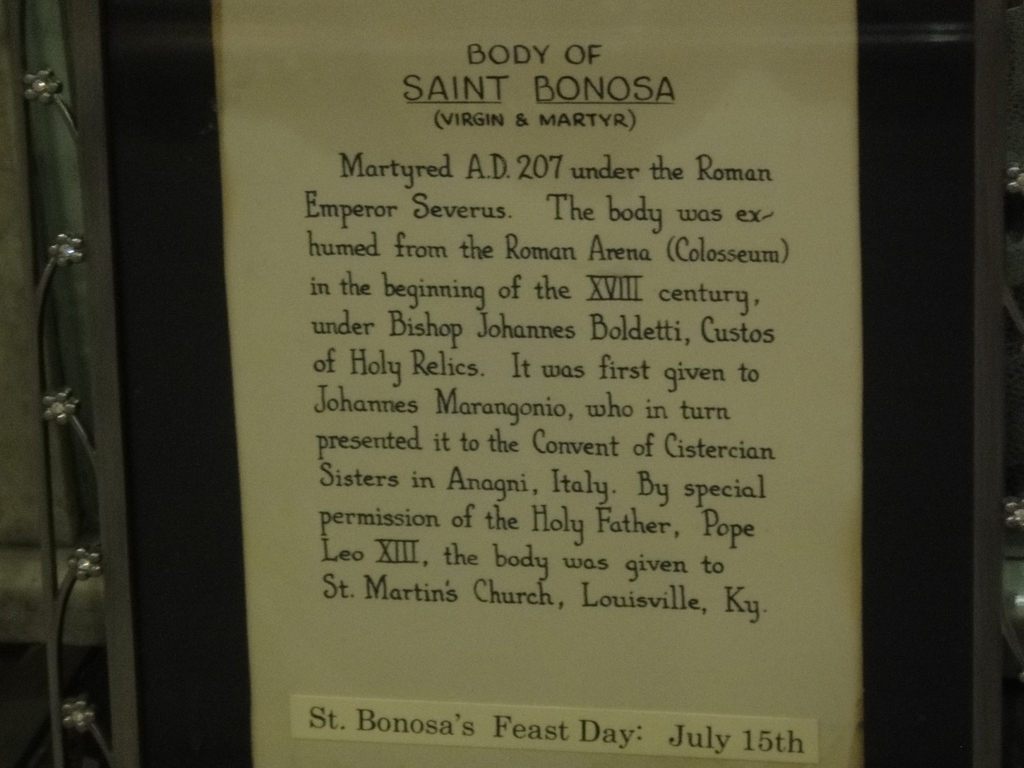 BODY OF
SAINT BONOSA
(VIRGIN & MARTYR)
Martyred A.D. 207 under the Roman
Emperor Severus. The body was ex-
humed from the Roman Arena (Colosseum)
in the beginning of the XVIII century,
under Bishop Johannes Boldetti, Custos
of Holy Relics. It was first given to
Johannes Marangonio, who in turn
presented it to the Convent of Cistercian
Sisters in Anagni, Italy. By special
permission of the Holy Father, Pope
Leo XIII, the body was given to
St. Martin's Church, Louisville, Ky.
St. Bonosa's Feast Day: July 15th